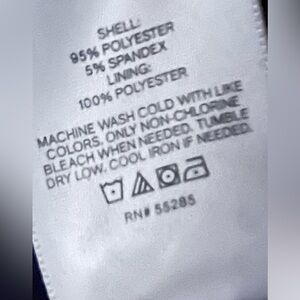 SHELL:
95% POLYESTER
5% SPANDEX
LINING:
100% POLYESTER
MACHINE WASH COLD WITH LIKE
COLORS. ONLY NON-CHLORINE
BLEACH WHEN NEEDED. TUMBLE
DRY LOW. COOL IRON IF NEEDED.
RN# 55285